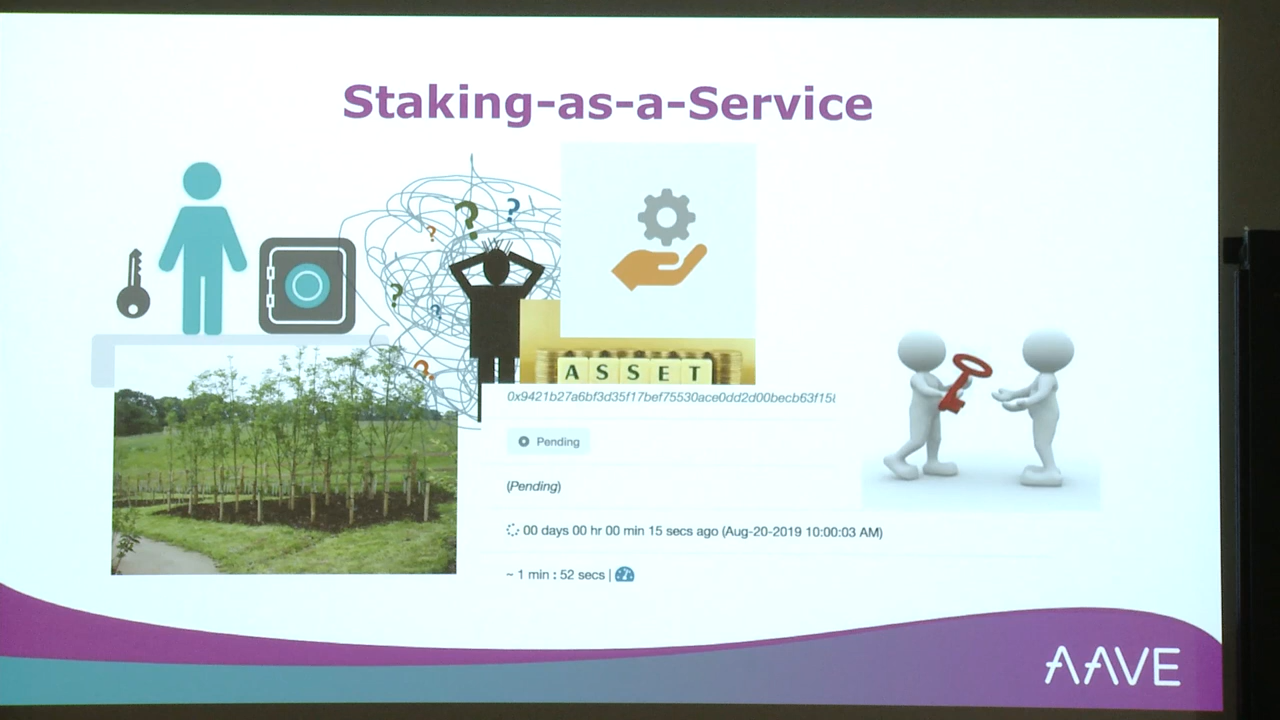 Staking-as-a-Service
? ?
?
?
?
?
ASSET
0x9421b27a6bf3d35f17bef75530ace0dd2d00becb63f15
Pending
(Pending)
00 days 00 hr 00 min 15 secs ago (Aug-20-2019 10:00:03 AM)
~ 1 min : 52 secs |
AAVE